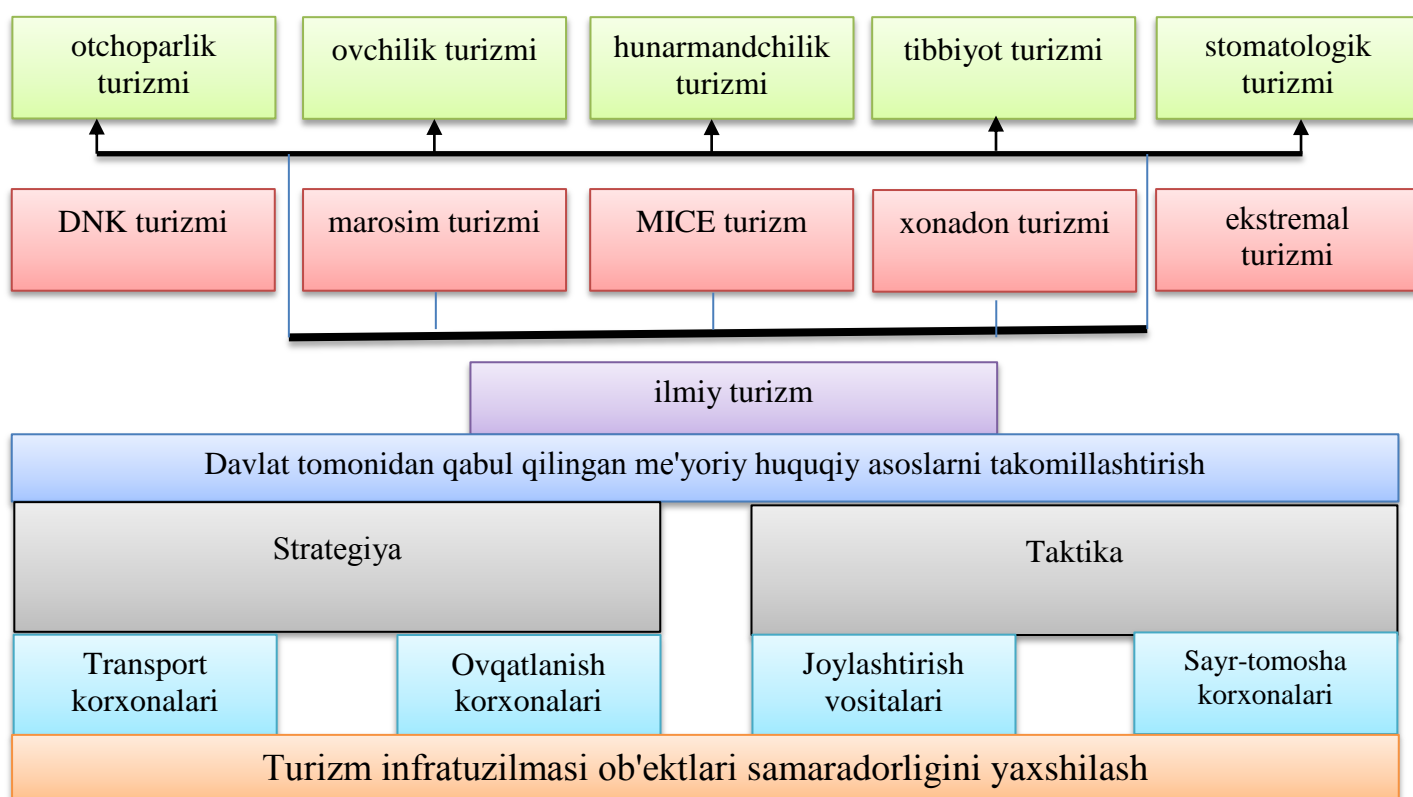 otchoparlik
turizmi
ovchilik turizmi
hunarmandchilik
turizmi
tibbiyot turizmi
stomatologik
turizmi
DNK turizmi
marosim turizmi
MICE turizm
xonadon turizmi
ekstremal
turizmi
ilmiy turizm
Davlat tomonidan qabul qilingan me'yoriy huquqiy asoslarni takomillashtirish
Strategiya
Taktika
Transport
korxonalari
Ovqatlanish
korxonalari
Joylashtirish
vositalari
Sayr-tomosha
korxonalari
Turizm infratuzilmasi ob'ektlari samaradorligini yaxshilash